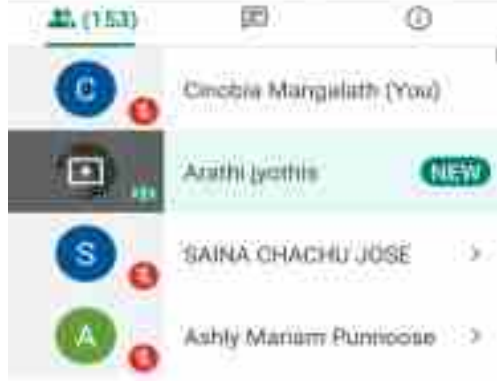 (153)
C Cinobia Mangalath (You)
Arathi jyothis NEW
S SAINA CHACHU JOSE
A Ashly Mariam Punnoose